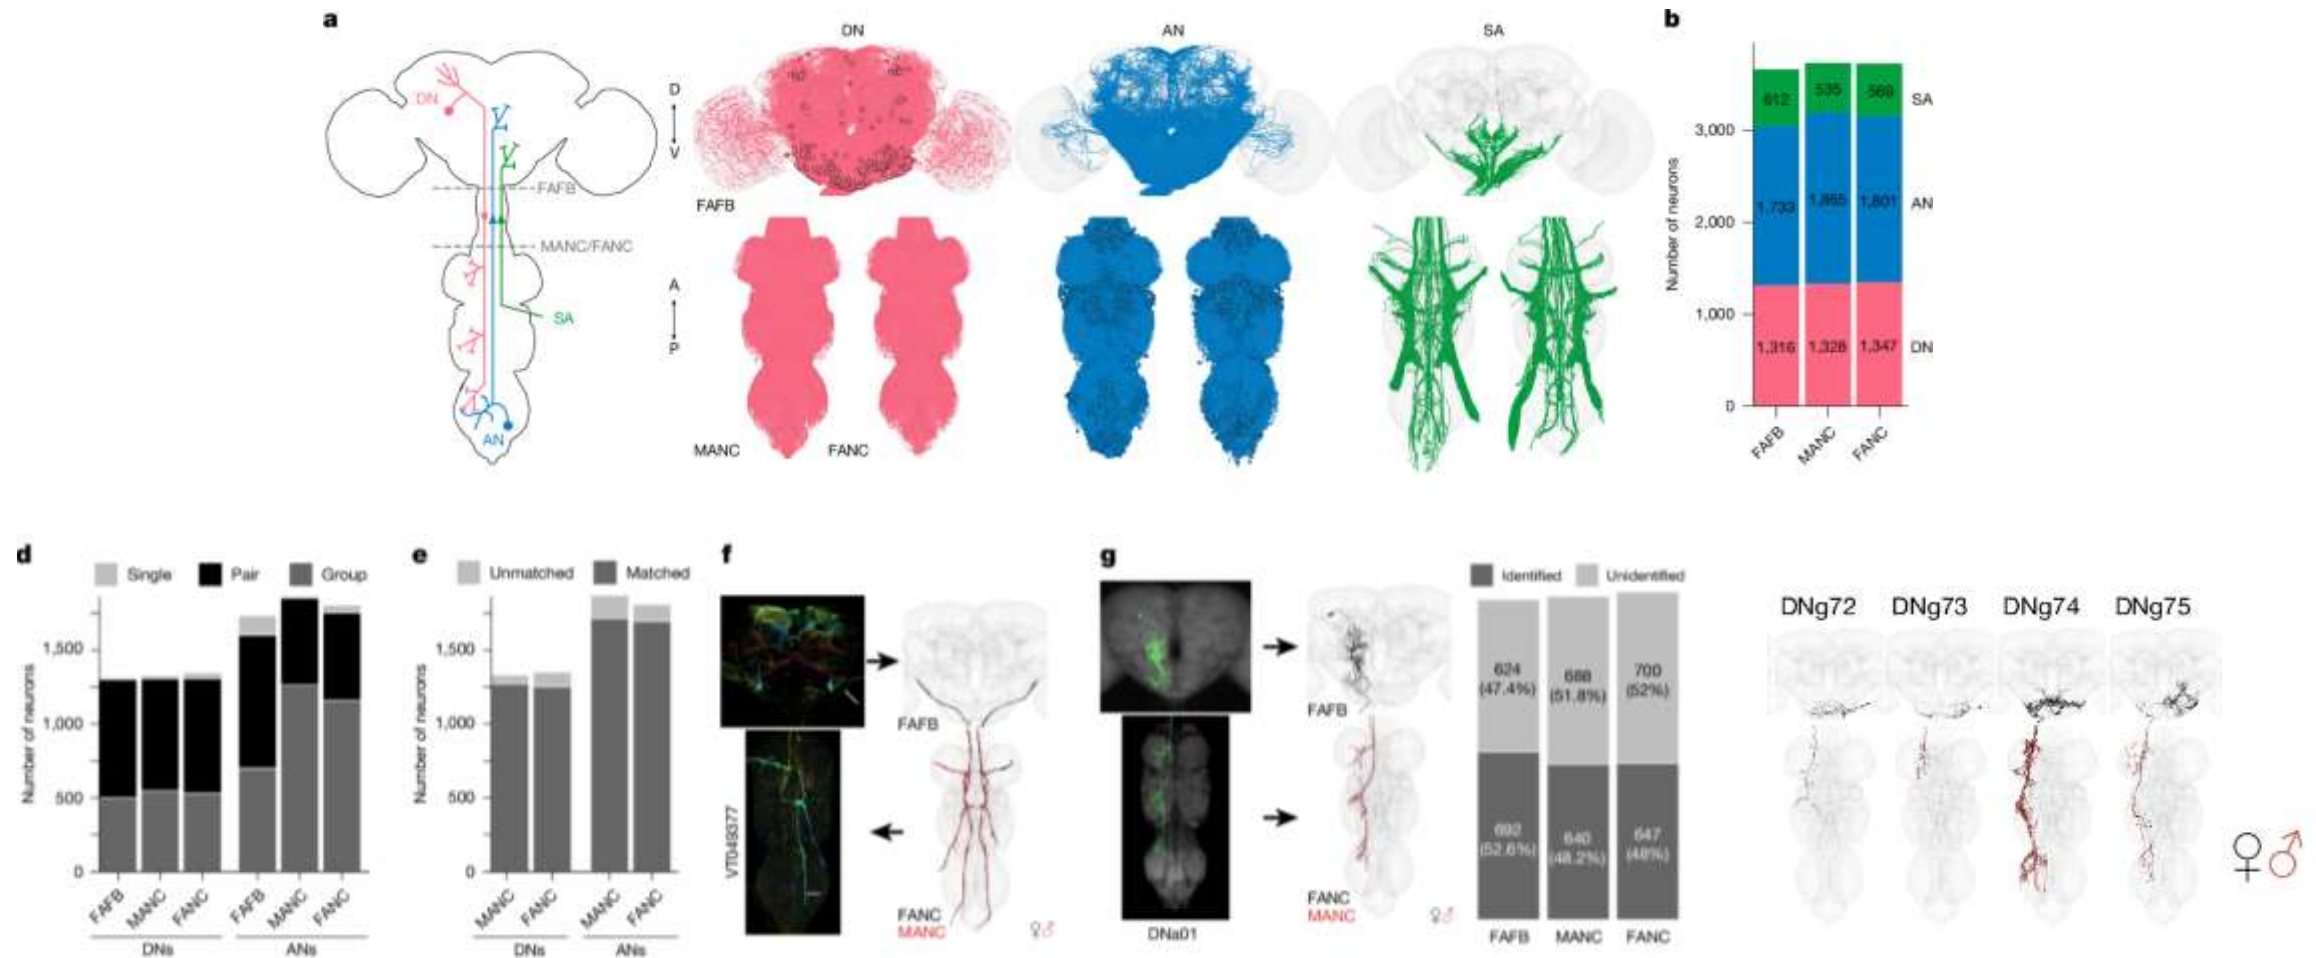 a
DN
AN
SA
DN
D
V
FAFB
FAFB
MANC/FANC
A
P
SA
AN
MANC
FANC
b
Number of neurons
3,000
2,000
1,000
0
612
535
569
SA
1,733
1,855
1,801
AN
1,316
1,328
1,347
DN
FAFB
MANC
FANC
d
Single
Pair
Group
Number of neurons
1,500
1,000
500
0
FAFB
MANC
FANC
FAFB
MANC
FANC
DNs
ANs
e
Unmatched
Matched
Number of neurons
1,500
1,000
500
0
MANC
FANC
MANC
FANC
DNs
ANs
f
VT049377
FAFB
FANC
MANC
♀♂
g
DNa01
FAFB
FANC
MANC
♀♂
Identified
Unidentified
624
(47.4%)
688
(51.8%)
700
(52%)
692
(52.6%)
640
(48.2%)
647
(48%)
FAFB
MANC
FANC
DNg72
DNg73
DNg74
DNg75
♀♂